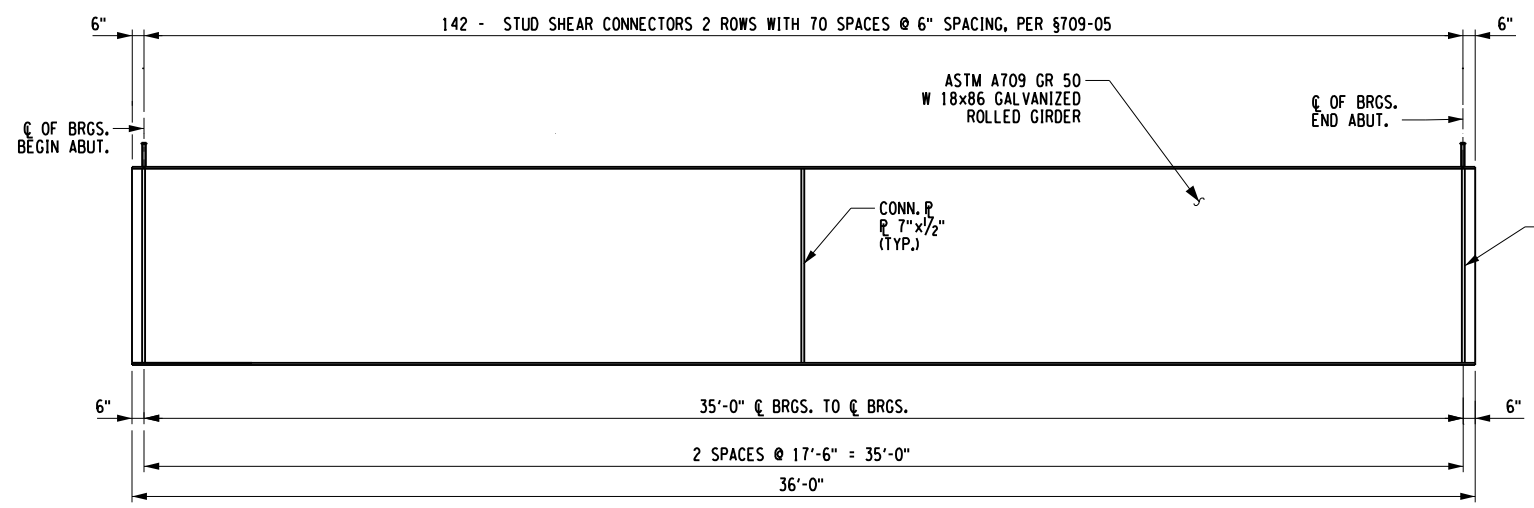 6"
142 - STUD SHEAR CONNECTORS 2 ROWS WITH 70 SPACES @ 6" SPACING, PER §709-05
6"
ASTM A709 GR 50
W 18x86 GALVANIZED
ROLLED GIRDER
℄ OF BRGS.
END ABUT.
℄ OF BRGS.
BEGIN ABUT.
CONN. ⅊
⅊ 7"x1/2"
(TYP.)
6"
35'-0" ℄ BRGS. TO ℄ BRGS.
6"
2 SPACES @ 17'-6" = 35'-0"
36'-0"